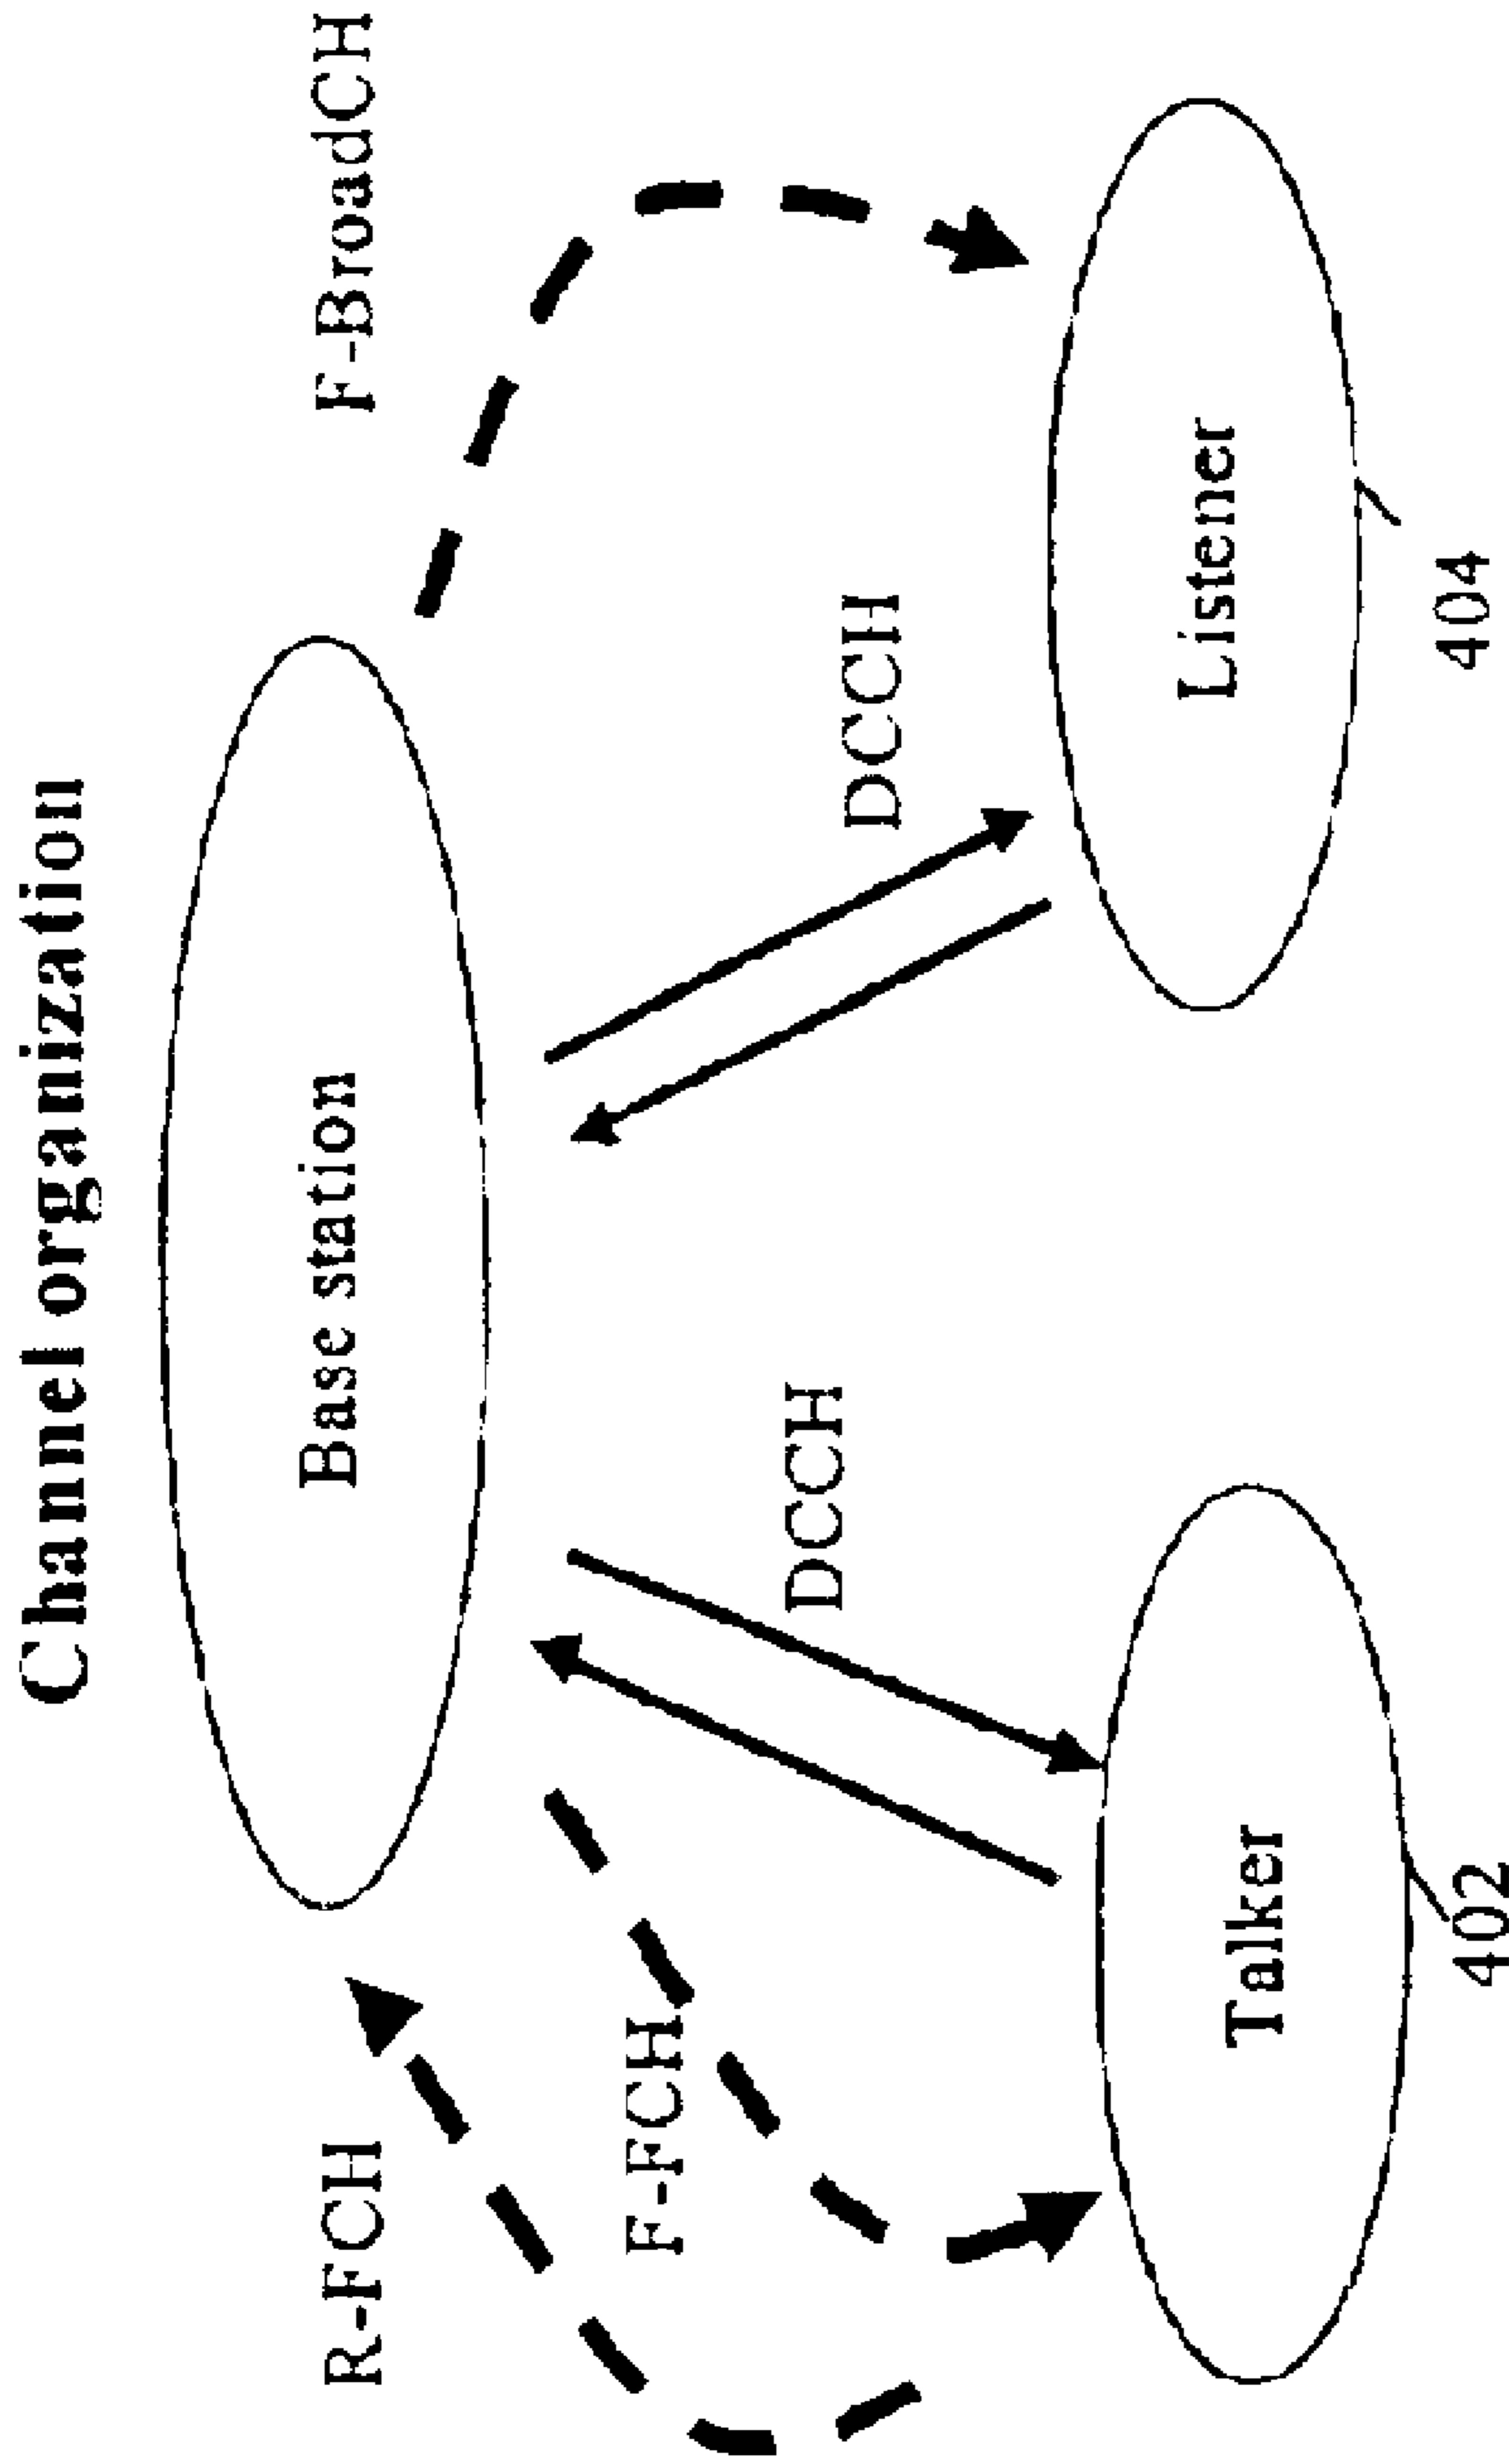 Channel organization
Base station
R-FCH
F-BroadCH
F-FCH
DCCH
DCCH
Talker
Listener
402
404